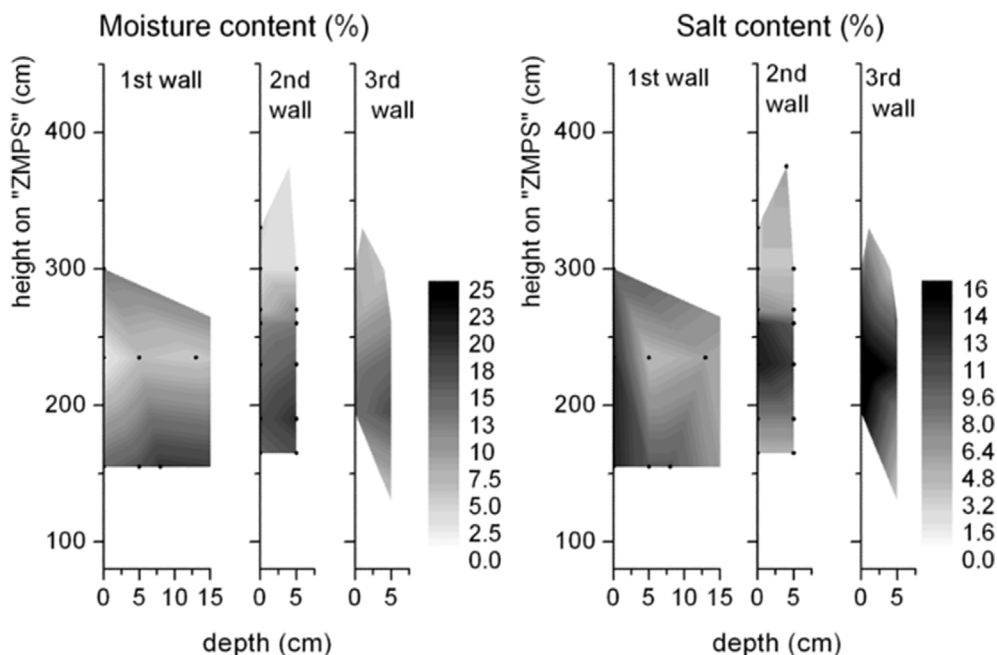 Moisture content (%)
Salt content (%)
height on "ZMPS" (cm)
1st wall
2nd
wall
3rd
wall
400
300
200
100
0 5 10 15
0 5
0 5
depth (cm)
25
23
20
18
15
13
10
7.5
5.0
2.5
0.0
height on "ZMPS" (cm)
1st wall
2nd
wall
3rd
wall
400
300
200
100
0 5 10 15
0 5
0 5
depth (cm)
16
14
13
11
9.6
8.0
6.4
4.8
3.2
1.6
0.0